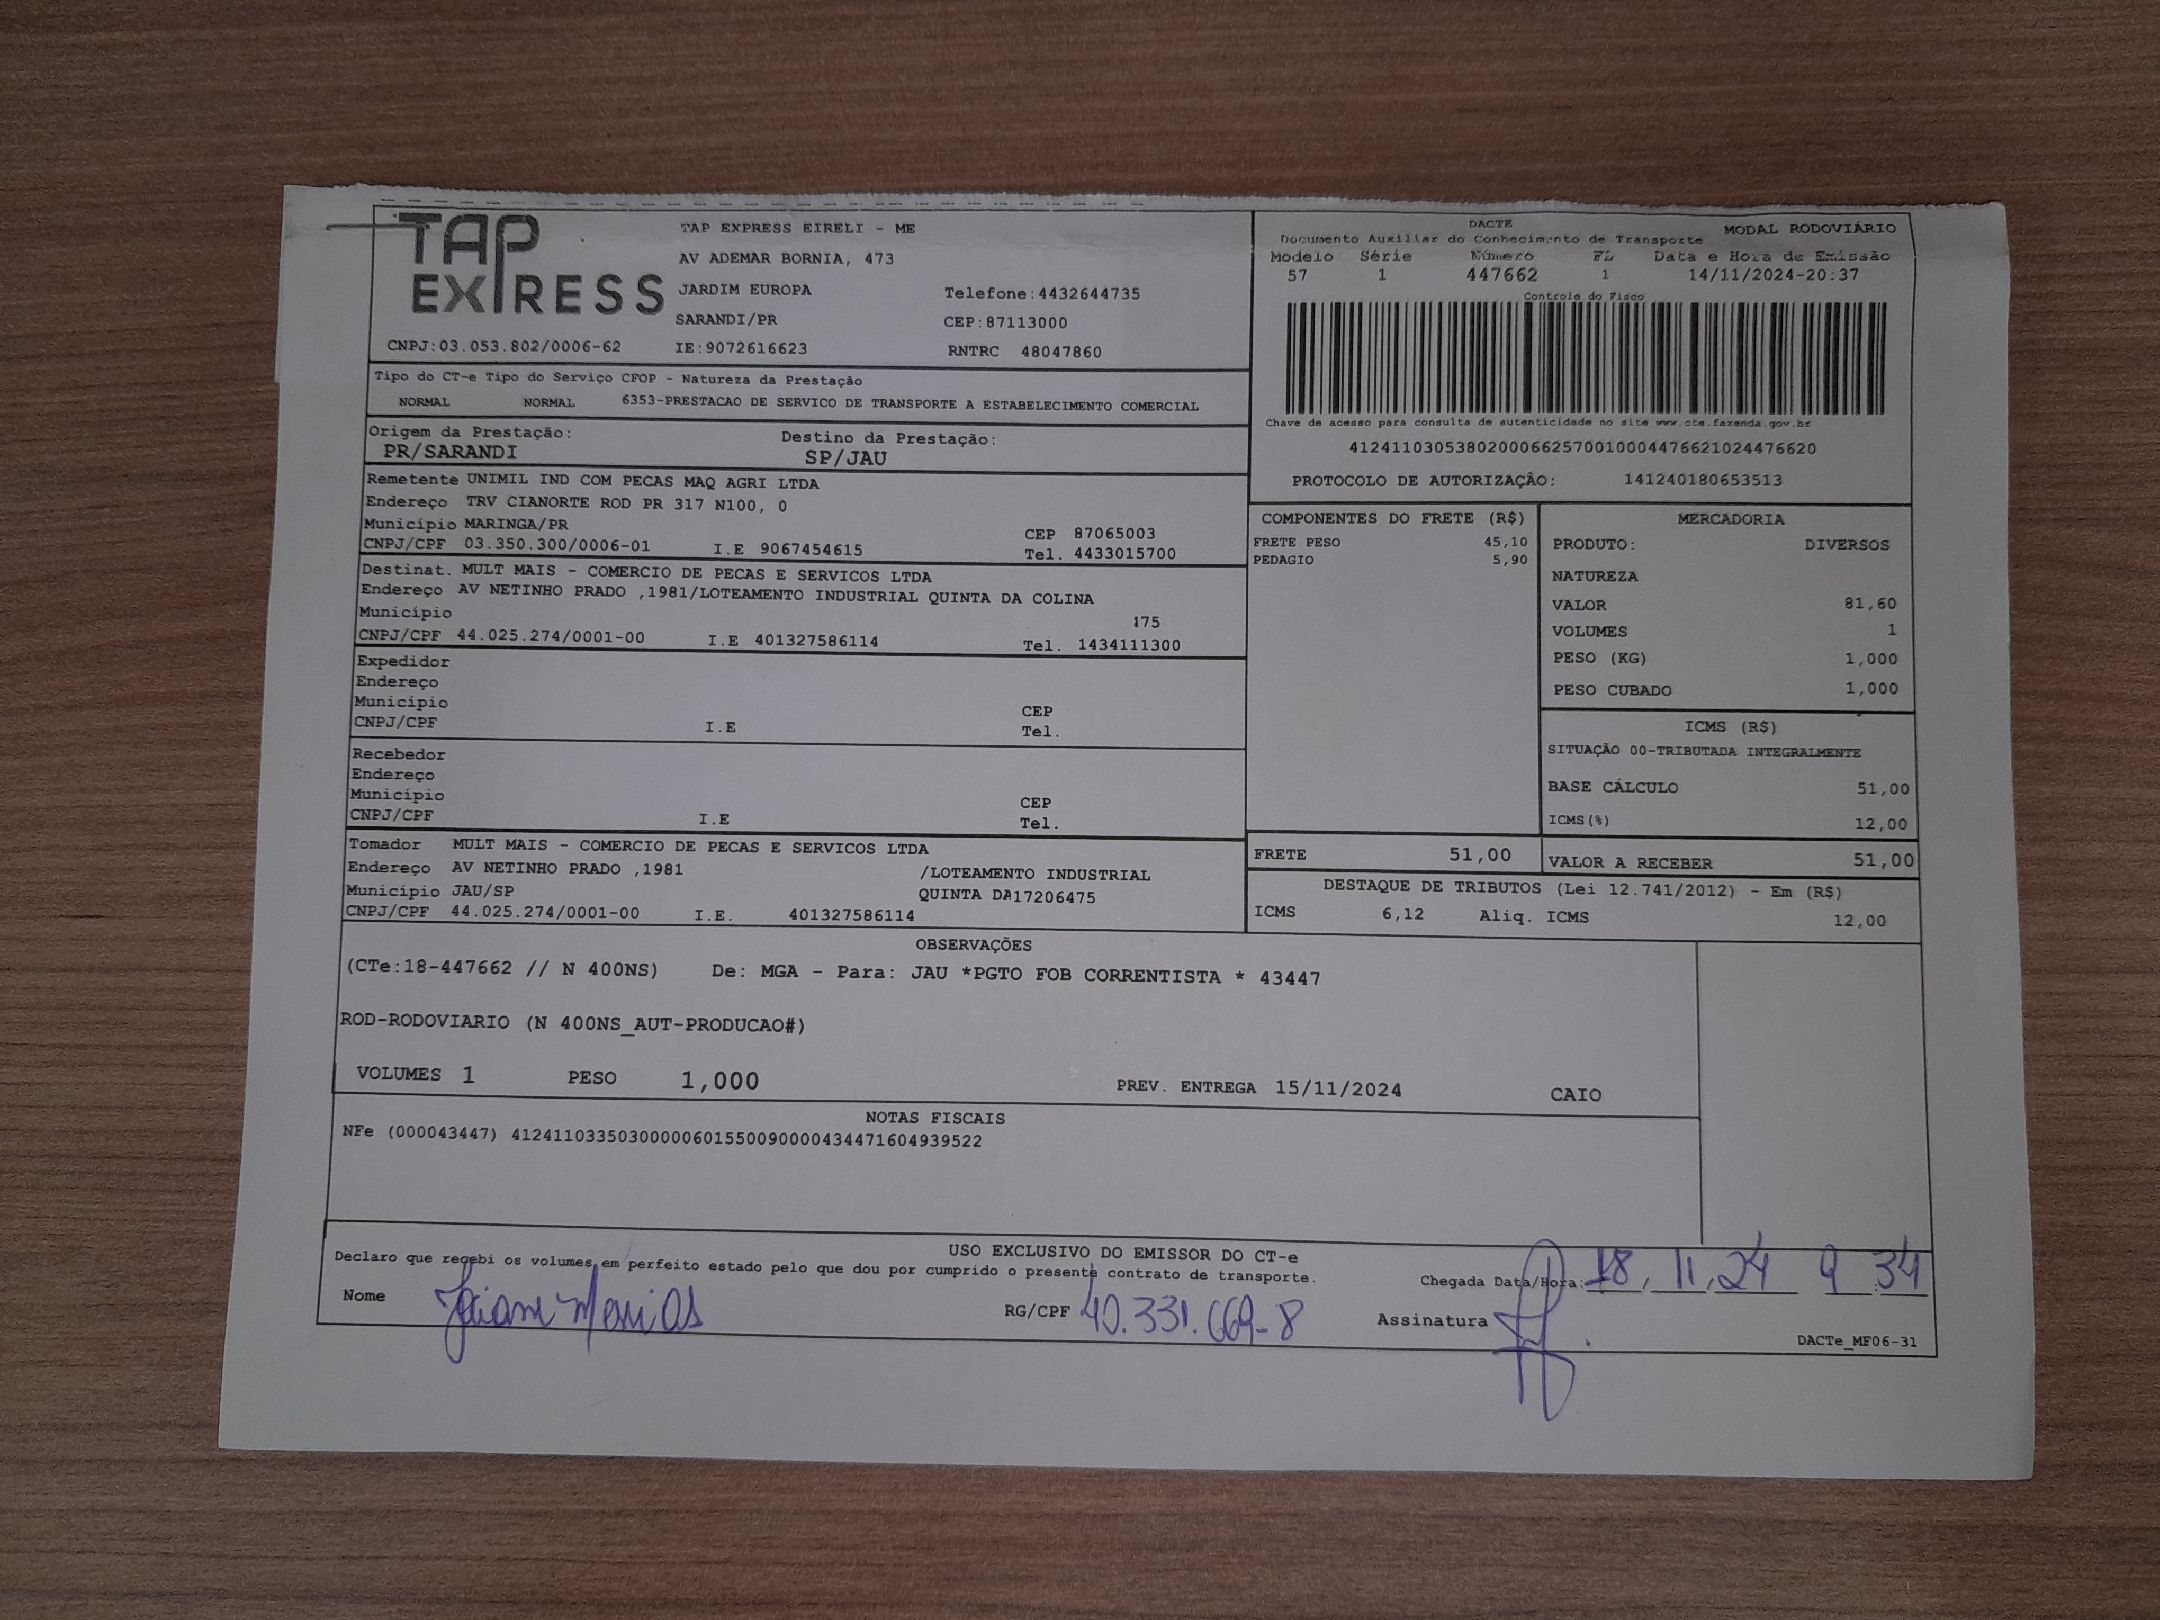 TAP EXPRESS
TAP EXPRESS EIRELI - ME
AV ADEMAR BORNIA, 473
JARDIM EUROPA Telefone:4432644735
SARANDI/PR CEP:87113000
CNPJ:03.053.802/0006-62 IE:9072616623 RNTRC 48047860
DACTE MODAL RODOVIÁRIO
Documento Auxiliar do Conhecimento de Transporte
Modelo Série Número FL Data e Hora de Emissão
57 1 447662 1 14/11/2024-20:37
Controle do Fisco
Chave de acesso para consulta de autenticidade no site www.cte.fazenda.gov.br
41241103053802000662570010004476621024476620
PROTOCOLO DE AUTORIZAÇÃO: 141240180653513
Tipo do CT-e Tipo do Serviço CFOP - Natureza da Prestação
NORMAL NORMAL 6353-PRESTACAO DE SERVICO DE TRANSPORTE A ESTABELECIMENTO COMERCIAL
Origem da Prestação: Destino da Prestação:
PR/SARANDI SP/JAU
Remetente UNIMIL IND COM PECAS MAQ AGRI LTDA
Endereço TRV CIANORTE ROD PR 317 N100, 0
Município MARINGA/PR CEP 87065003
CNPJ/CPF 03.350.300/0006-01 I.E 9067454615 Tel. 4433015700
Destinat. MULT MAIS - COMERCIO DE PECAS E SERVICOS LTDA
Endereço AV NETINHO PRADO ,1981/LOTEAMENTO INDUSTRIAL QUINTA DA COLINA
Município 175
CNPJ/CPF 44.025.274/0001-00 I.E 401327586114 Tel. 1434111300
Expedidor
Endereço
Município CEP
CNPJ/CPF I.E Tel.
Recebedor
Endereço
Município CEP
CNPJ/CPF I.E Tel.
Tomador MULT MAIS - COMERCIO DE PECAS E SERVICOS LTDA
Endereço AV NETINHO PRADO ,1981 /LOTEAMENTO INDUSTRIAL
Município JAU/SP QUINTA DA17206475
CNPJ/CPF 44.025.274/0001-00 I.E. 401327586114
COMPONENTES DO FRETE (R$)
FRETE PESO 45,10
PEDAGIO 5,90
MERCADORIA
PRODUTO: DIVERSOS
NATUREZA
VALOR 81,60
VOLUMES 1
PESO (KG) 1,000
PESO CUBADO 1,000
ICMS (R$)
SITUAÇÃO 00-TRIBUTADA INTEGRALMENTE
BASE CÁLCULO 51,00
ICMS(%) 12,00
FRETE 51,00 VALOR A RECEBER 51,00
DESTAQUE DE TRIBUTOS (Lei 12.741/2012) - Em (R$)
ICMS 6,12 Aliq. ICMS 12,00
OBSERVAÇÕES
(CTe:18-447662 // N 400NS) De: MGA - Para: JAU *PGTO FOB CORRENTISTA * 43447
ROD-RODOVIARIO (N 400NS_AUT-PRODUCAO#)
VOLUMES 1 PESO 1,000 PREV. ENTREGA 15/11/2024 CAIO
NOTAS FISCAIS
NFe (000043447) 41241103350300000601550090000434471604939522
USO EXCLUSIVO DO EMISSOR DO CT-e
Declaro que recebi os volumes em perfeito estado pelo que dou por cumprido o presente contrato de transporte.
Chegada Data/Hora: 18, 11, 24 9 34
Nome RG/CPF 40.331.669-8 Assinatura
DACTe_MF06-31